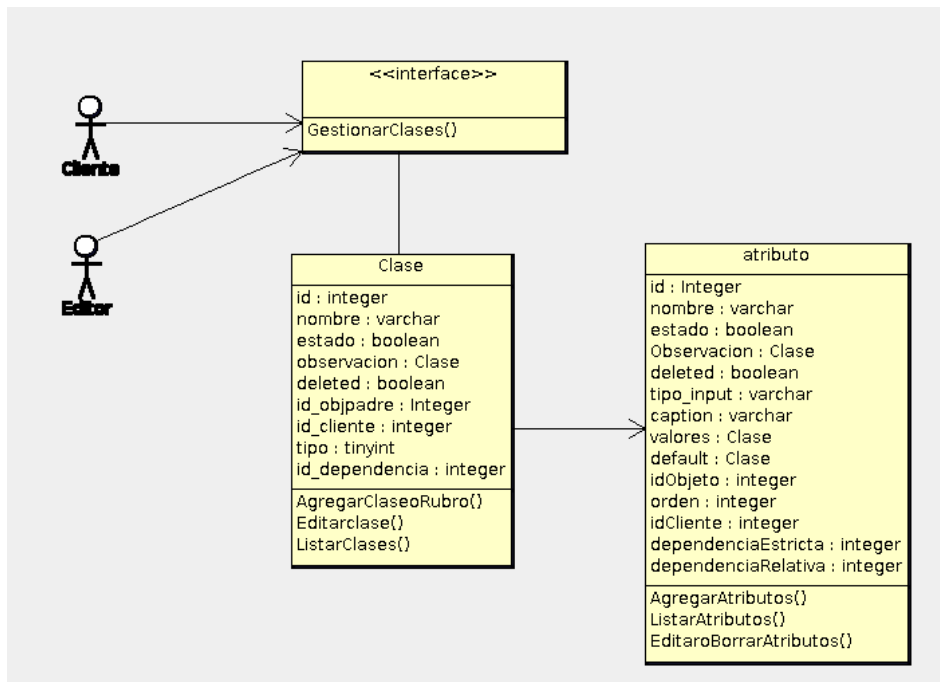 <<interface>>
GestionarClases()
Cliente
Editor
Clase
id : integer
nombre : varchar
estado : boolean
observacion : Clase
deleted : boolean
id_objpadre : Integer
id_cliente : integer
tipo : tinyint
id_dependencia : integer
AgregarClaseoRubro()
Editarclase()
ListarClases()
atributo
id : Integer
nombre : varchar
estado : boolean
Observacion : Clase
deleted : boolean
tipo_input : varchar
caption : varchar
valores : Clase
default : Clase
idObjeto : integer
orden : integer
idCliente : integer
dependenciaEstricta : integer
dependenciaRelativa : integer
AgregarAtributos()
ListarAtributos()
EditaroBorrarAtributos()